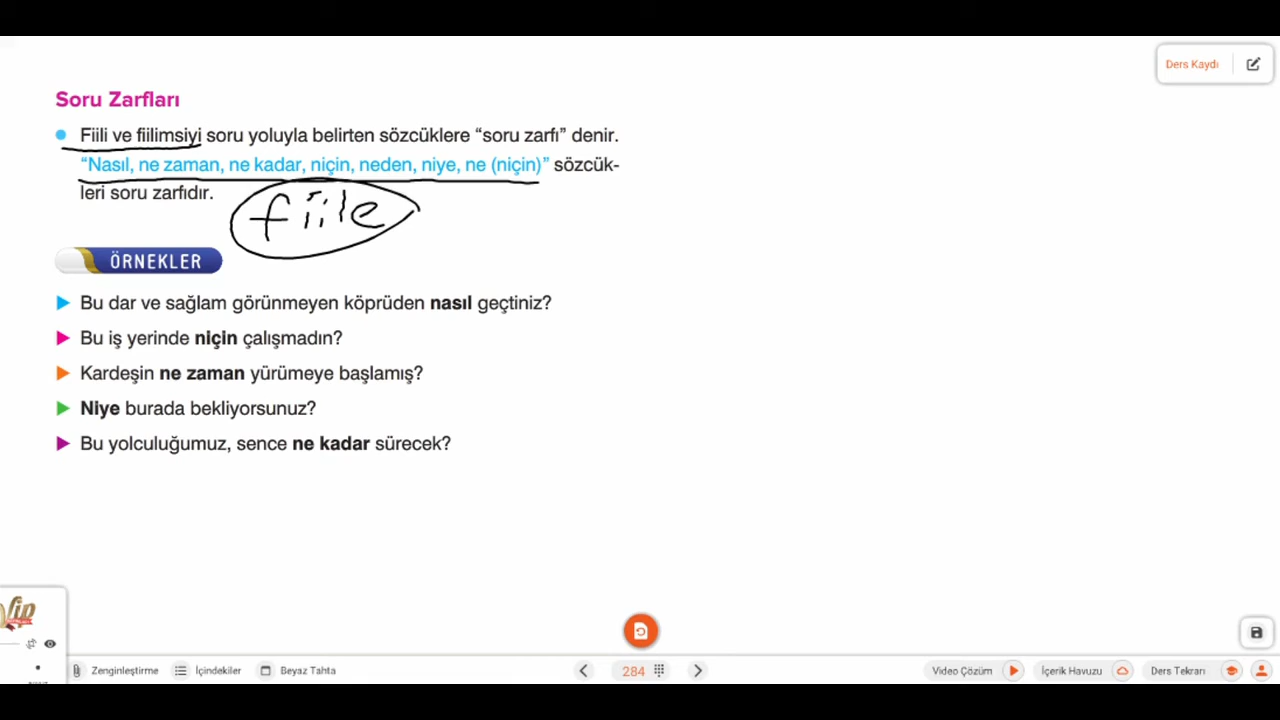 Ders Kaydı
Soru Zarfları
Fiili ve fiilimsiyi soru yoluyla belirten sözcüklere “soru zarfı” denir.
“Nasıl, ne zaman, ne kadar, niçin, neden, niye, ne (niçin)” sözcük-
leri soru zarfıdır.
fiile
ÖRNEKLER
Bu dar ve sağlam görünmeyen köprüden nasıl geçtiniz?
Bu iş yerinde niçin çalışmadın?
Kardeşin ne zaman yürümeye başlamış?
Niye burada bekliyorsunuz?
Bu yolculuğumuz, sence ne kadar sürecek?
Zenginleştirme İçindekiler Beyaz Tahta 284 Video Çözüm İçerik Havuzu Ders Tekrarı